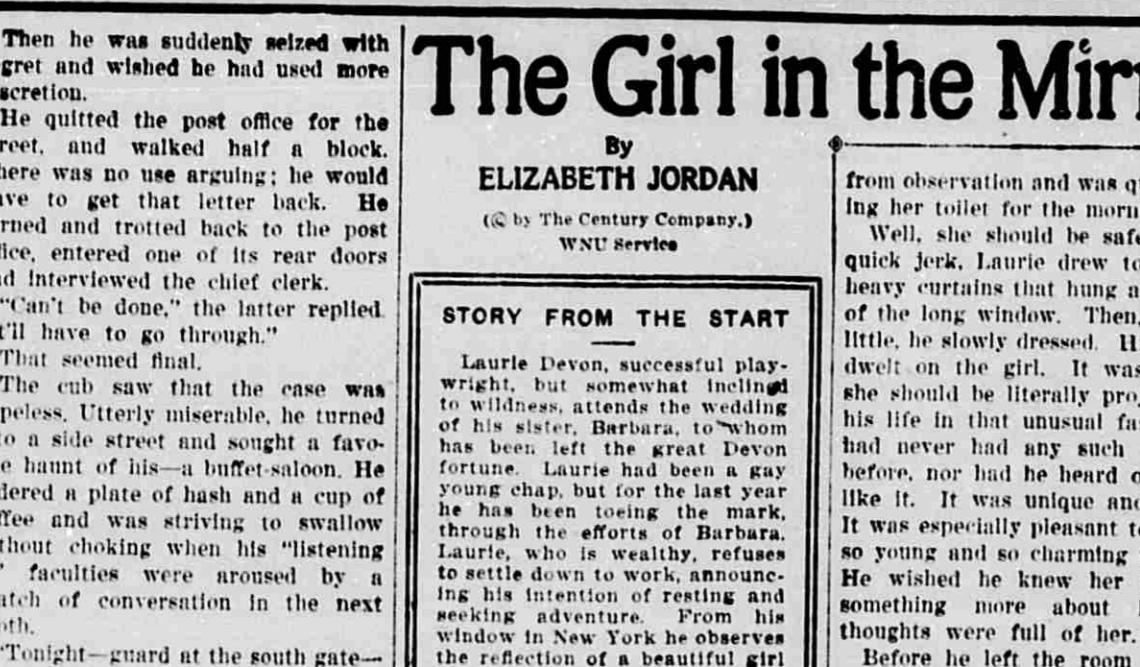 Then he was suddenly seized with
gret and wished he had used more
scretion.
He quitted the post office for the
reet, and walked half a block.
here was no use arguing; he would
ave to get that letter back. He
rned and trotted back to the post
fice, entered one of its rear doors
d interviewed the chief clerk.
"Can't be done," the latter replied.
t'll have to go through."
That seemed final.
The cub saw that the case was
peless. Utterly miserable, he turned
to a side street and sought a favo-
e haunt of his—a buffet-saloon. He
dered a plate of hash and a cup of
ffee and was striving to swallow
thout choking when his "listening
" faculties were aroused by a
atch of conversation in the next
oth.
"Tonight—guard at the south gate—
The Girl in the Mirr
By
ELIZABETH JORDAN
(© by The Century Company.)
WNU Service
STORY FROM THE START
Laurie Devon, successful play-
wright, but somewhat inclined
to wildness, attends the wedding
of his sister, Barbara, to whom
has been left the great Devon
fortune. Laurie had been a gay
young chap, but for the last year
he has been toeing the mark,
through the efforts of Barbara.
Laurie, who is wealthy, refuses
to settle down to work, announc-
ing his intention of resting and
seeking adventure. From his
window in New York he observes
the reflection of a beautiful girl
from observation and was q
ing her toilet for the morn
Well, she should be safe
quick jerk, Laurie drew to
heavy curtains that hung a
of the long window. Then,
little, he slowly dressed. H
dwelt on the girl. It was
she should be literally pro
his life in that unusual fa
had never had any such
before, nor had he heard o
like it. It was unique and
It was especially pleasant to
so young and so charming
He wished he knew her
something more about
thoughts were full of her.
Before he left the room